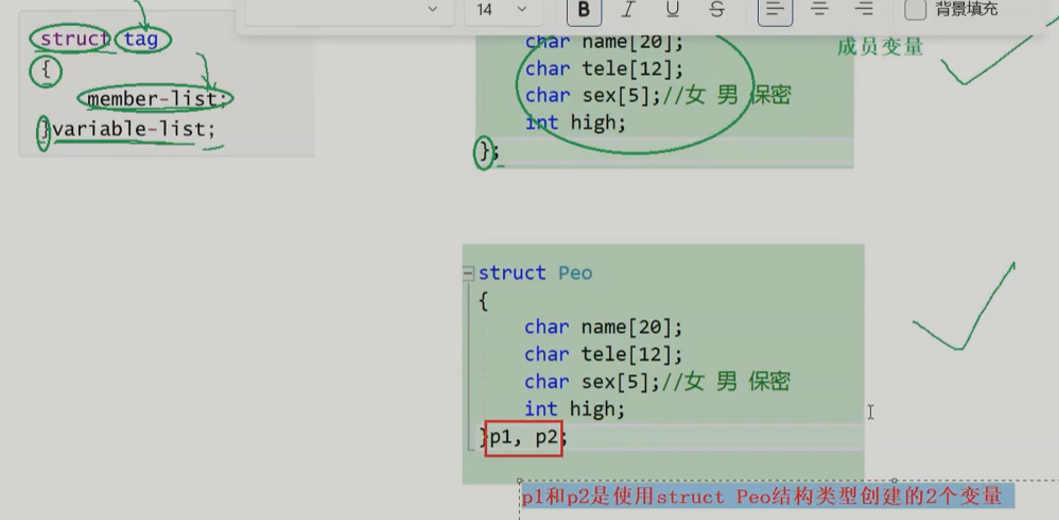 14 B I U S 背景填充
struct tag
{
member-list;
}variable-list;
char name[20];
char tele[12];
char sex[5];//女 男 保密
int high;
};
成员变量
struct Peo
{
char name[20];
char tele[12];
char sex[5];//女 男 保密
int high;
}p1, p2;
p1和p2是使用struct Peo结构类型创建的2个变量